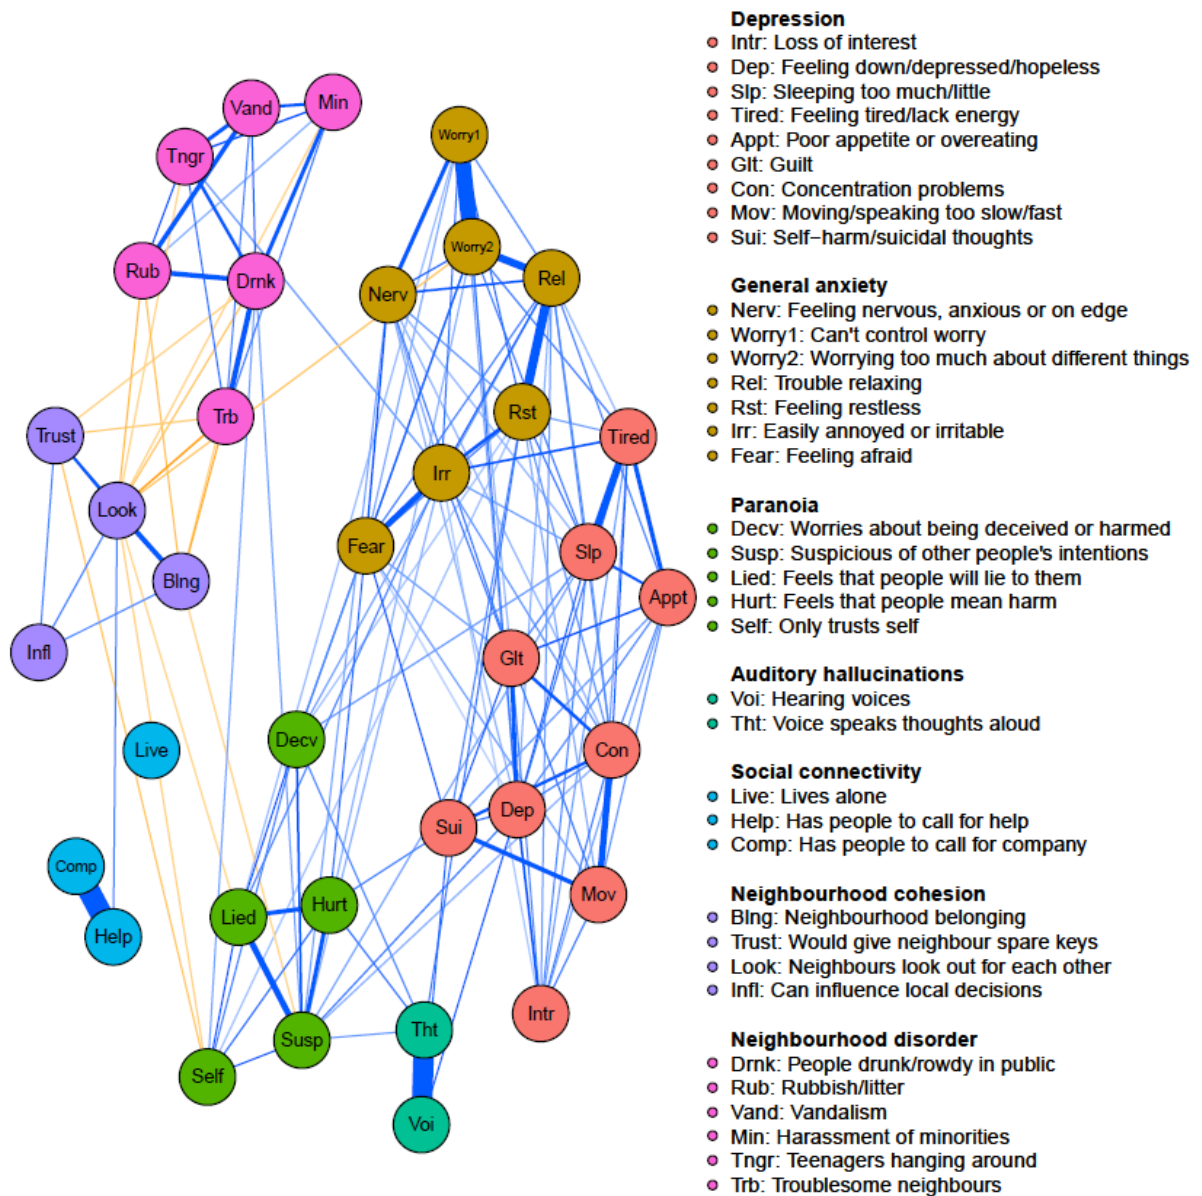 Depression
Intr: Loss of interest
Dep: Feeling down/depressed/hopeless
Slp: Sleeping too much/little
Tired: Feeling tired/lack energy
Appt: Poor appetite or overeating
Glt: Guilt
Con: Concentration problems
Mov: Moving/speaking too slow/fast
Sui: Self−harm/suicidal thoughts
General anxiety
Nerv: Feeling nervous, anxious or on edge
Worry1: Can't control worry
Worry2: Worrying too much about different things
Rel: Trouble relaxing
Rst: Feeling restless
Irr: Easily annoyed or irritable
Fear: Feeling afraid
Paranoia
Decv: Worries about being deceived or harmed
Susp: Suspicious of other people's intentions
Lied: Feels that people will lie to them
Hurt: Feels that people mean harm
Self: Only trusts self
Auditory hallucinations
Voi: Hearing voices
Tht: Voice speaks thoughts aloud
Social connectivity
Live: Lives alone
Help: Has people to call for help
Comp: Has people to call for company
Neighbourhood cohesion
Blng: Neighbourhood belonging
Trust: Would give neighbour spare keys
Look: Neighbours look out for each other
Infl: Can influence local decisions
Neighbourhood disorder
Drnk: People drunk/rowdy in public
Rub: Rubbish/litter
Vand: Vandalism
Min: Harassment of minorities
Tngr: Teenagers hanging around
Trb: Troublesome neighbours
Vand
Min
Tngr
Rub
Drnk
Trb
Trust
Look
Blng
Infl
Live
Comp
Help
Worry1
Worry2
Nerv
Rel
Rst
Irr
Fear
Tired
Slp
Appt
Glt
Con
Dep
Sui
Mov
Intr
Decv
Lied
Hurt
Susp
Self
Tht
Voi